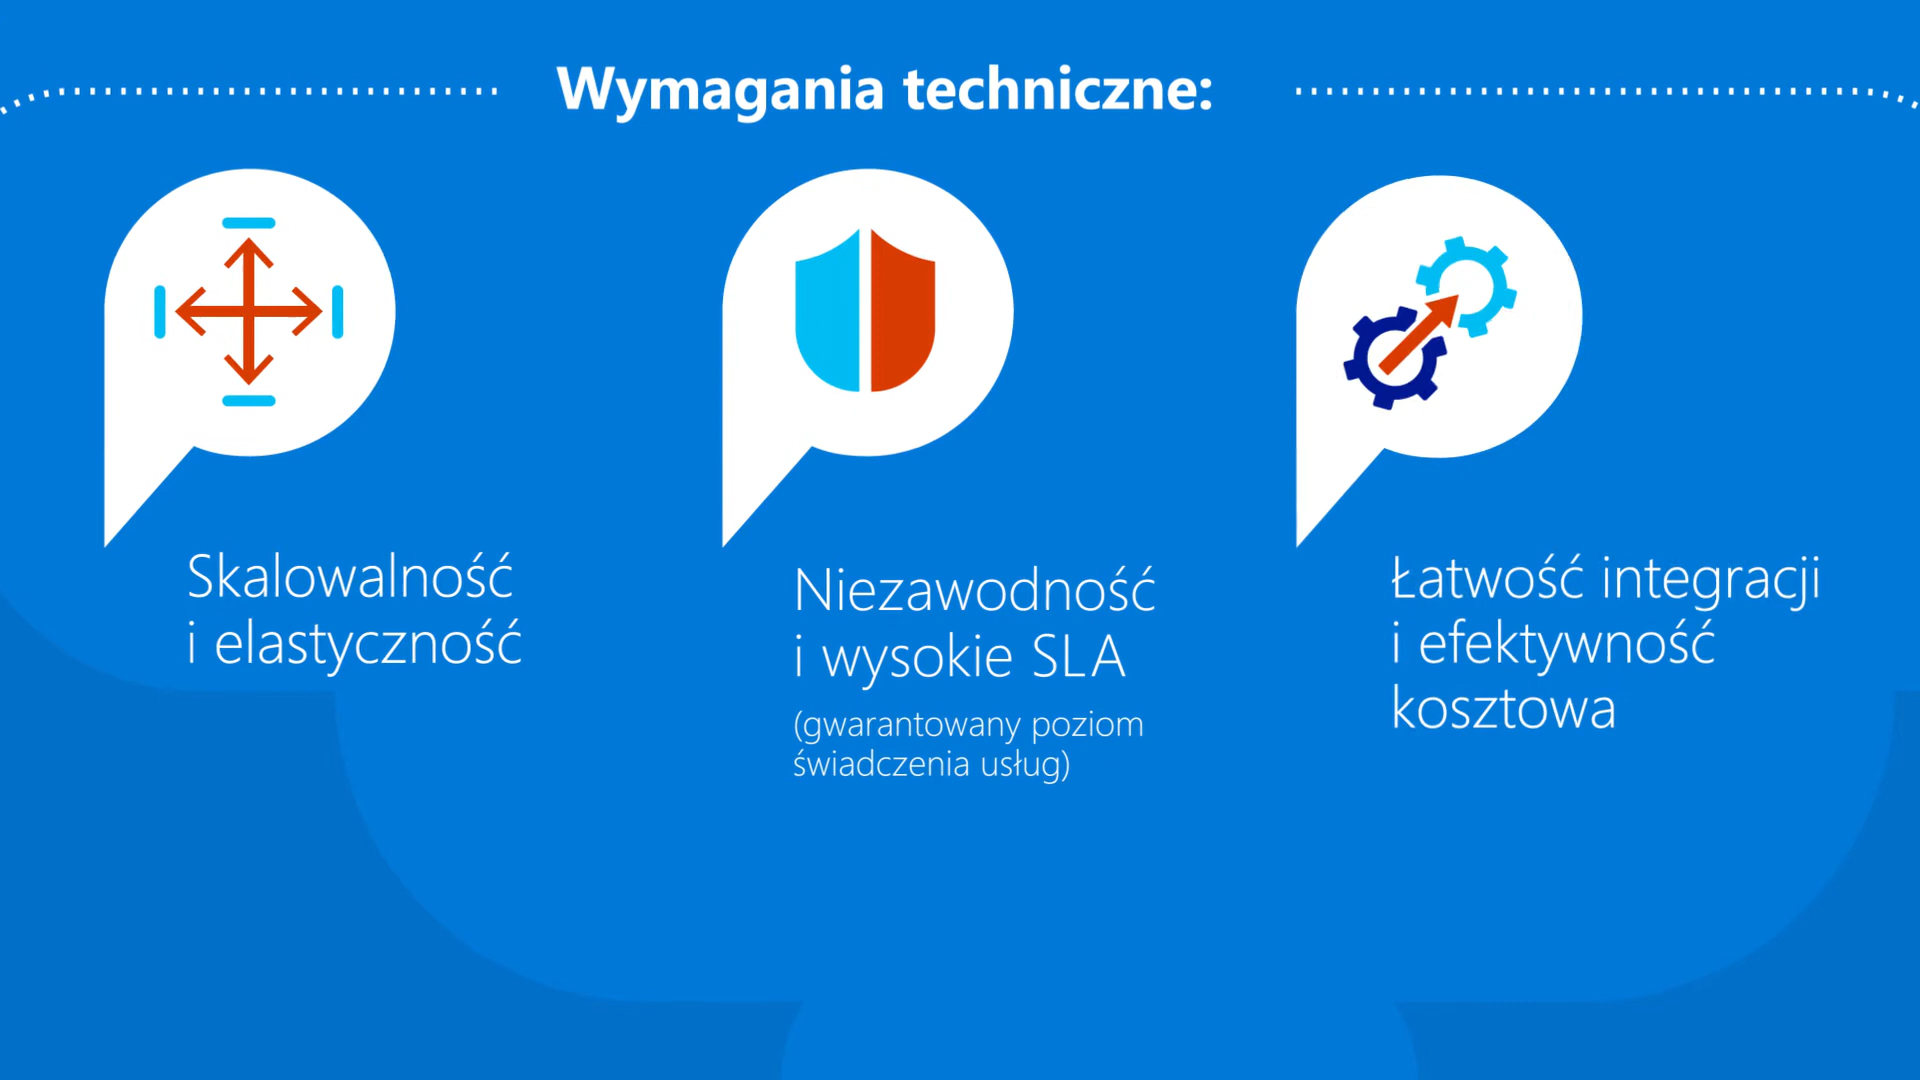 Wymagania techniczne:
Skalowalność
i elastyczność
Niezawodność
i wysokie SLA
(gwarantowany poziom
świadczenia usług)
Łatwość integracji
i efektywność
kosztowa